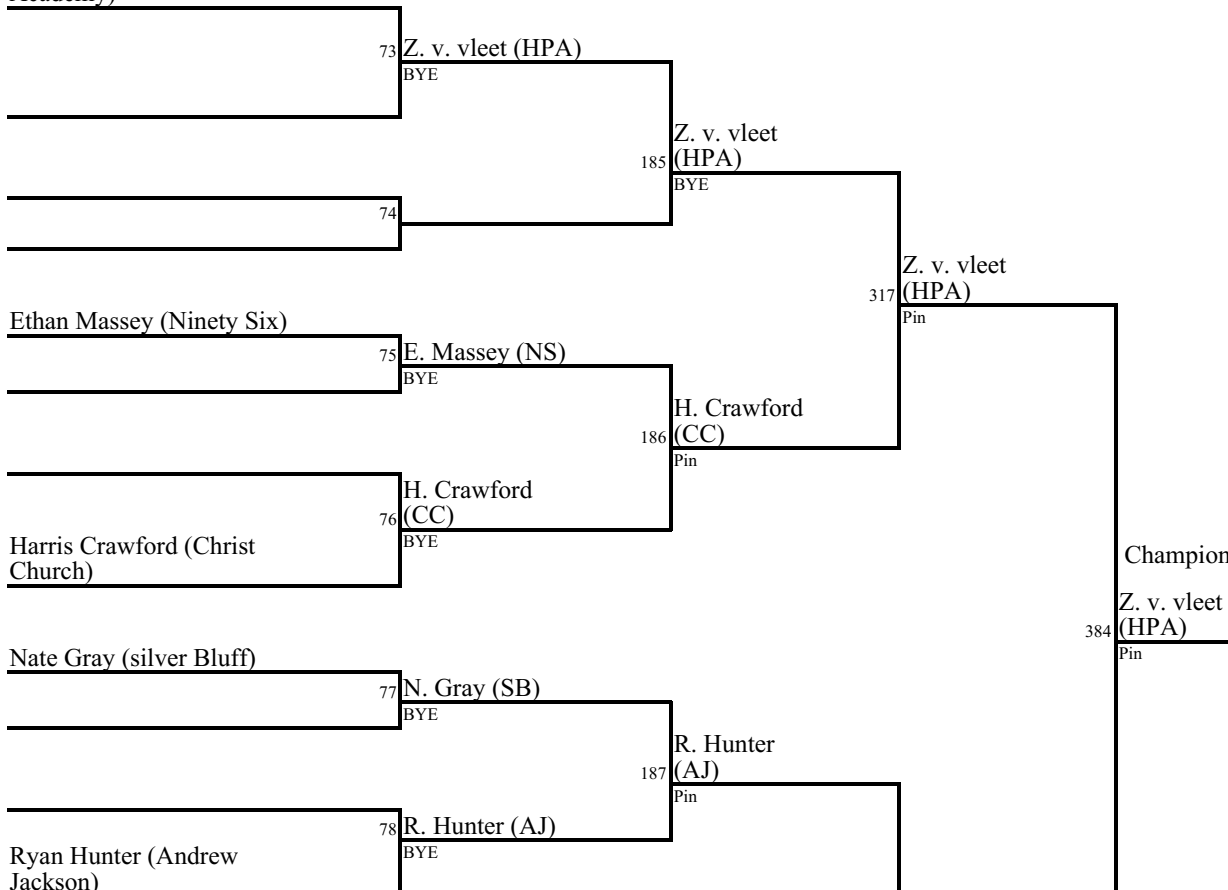 Academy)
73 Z. v. vleet (HPA)
BYE
Z. v. vleet
185 (HPA)
BYE
74
Z. v. vleet
317 (HPA)
Pin
Ethan Massey (Ninety Six)
75 E. Massey (NS)
BYE
H. Crawford
186 (CC)
Pin
H. Crawford
76 (CC)
BYE
Harris Crawford (Christ
Church)
Champion
Z. v. vleet
384 (HPA)
Pin
Nate Gray (silver Bluff)
77 N. Gray (SB)
BYE
R. Hunter
187 (AJ)
Pin
78 R. Hunter (AJ)
BYE
Ryan Hunter (Andrew
Jackson)